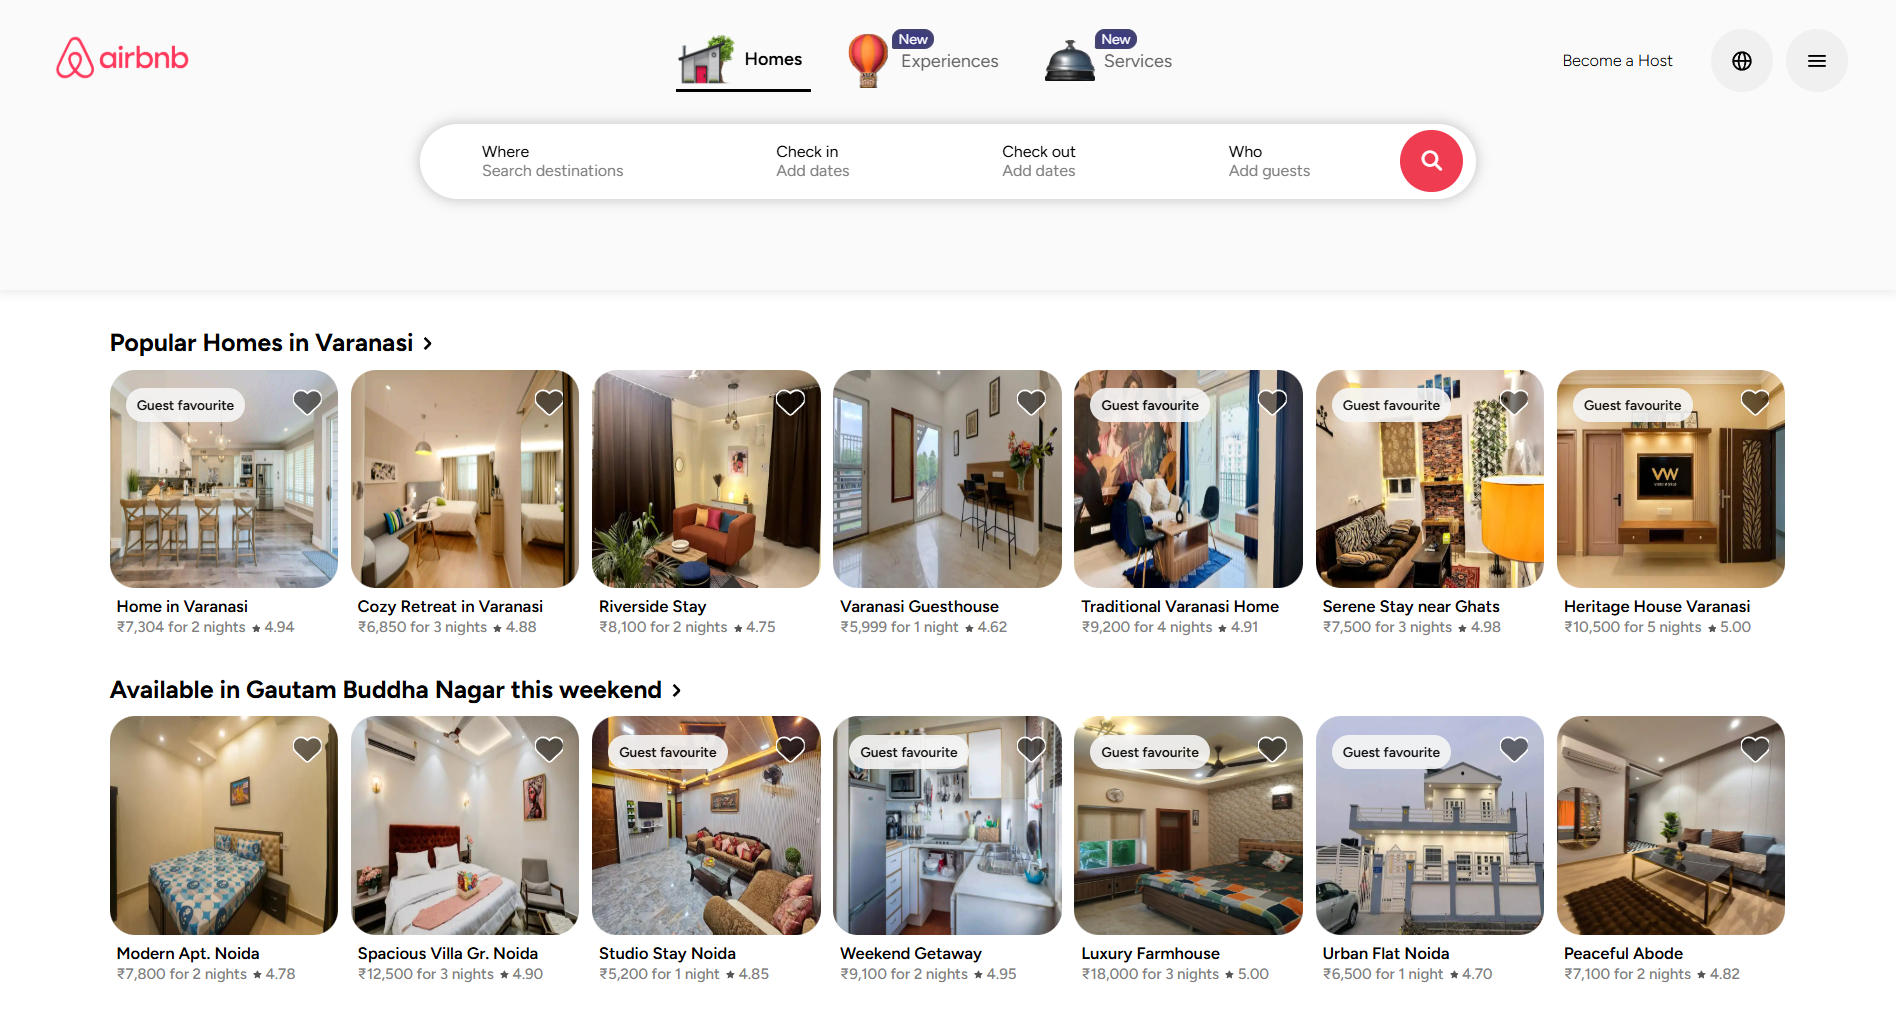 airbnb
Homes
New
Experiences
New
Services
Become a Host
Where
Search destinations
Check in
Add dates
Check out
Add dates
Who
Add guests
Popular Homes in Varanasi
Guest favourite
Guest favourite
Guest favourite
Guest favourite
VW
Home in Varanasi
₹7,304 for 2 nights ★ 4.94
Cozy Retreat in Varanasi
₹6,850 for 3 nights ★ 4.88
Riverside Stay
₹8,100 for 2 nights ★ 4.75
Varanasi Guesthouse
₹5,999 for 1 night ★ 4.62
Traditional Varanasi Home
₹9,200 for 4 nights ★ 4.91
Serene Stay near Ghats
₹7,500 for 3 nights ★ 4.98
Heritage House Varanasi
₹10,500 for 5 nights ★ 5.00
Available in Gautam Buddha Nagar this weekend
Guest favourite
Guest favourite
Guest favourite
Guest favourite
Modern Apt. Noida
₹7,800 for 2 nights ★ 4.78
Spacious Villa Gr. Noida
₹12,500 for 3 nights ★ 4.90
Studio Stay Noida
₹5,200 for 1 night ★ 4.85
Weekend Getaway
₹9,100 for 2 nights ★ 4.95
Luxury Farmhouse
₹18,000 for 3 nights ★ 5.00
Urban Flat Noida
₹6,500 for 1 night ★ 4.70
Peaceful Abode
₹7,100 for 2 nights ★ 4.82